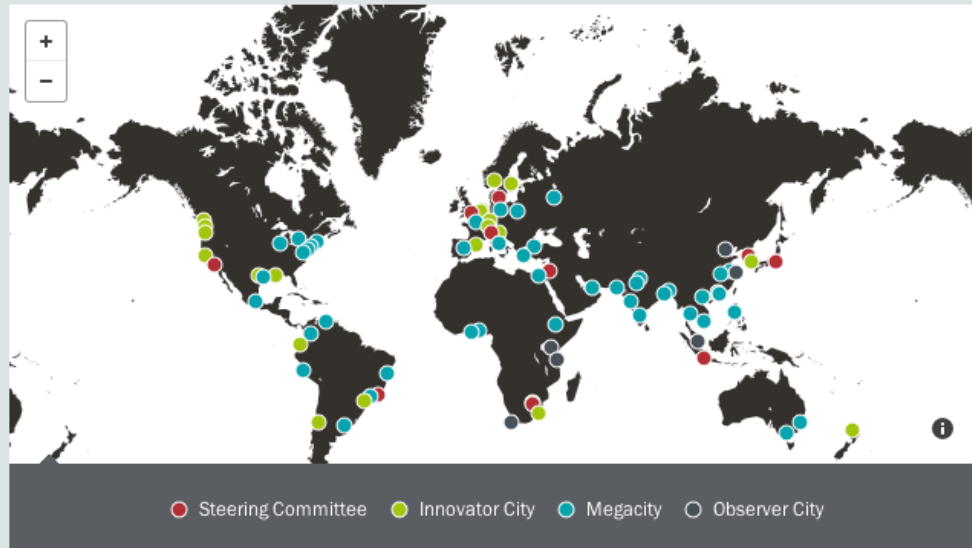 +
−
i
Steering Committee
Innovator City
Megacity
Observer City